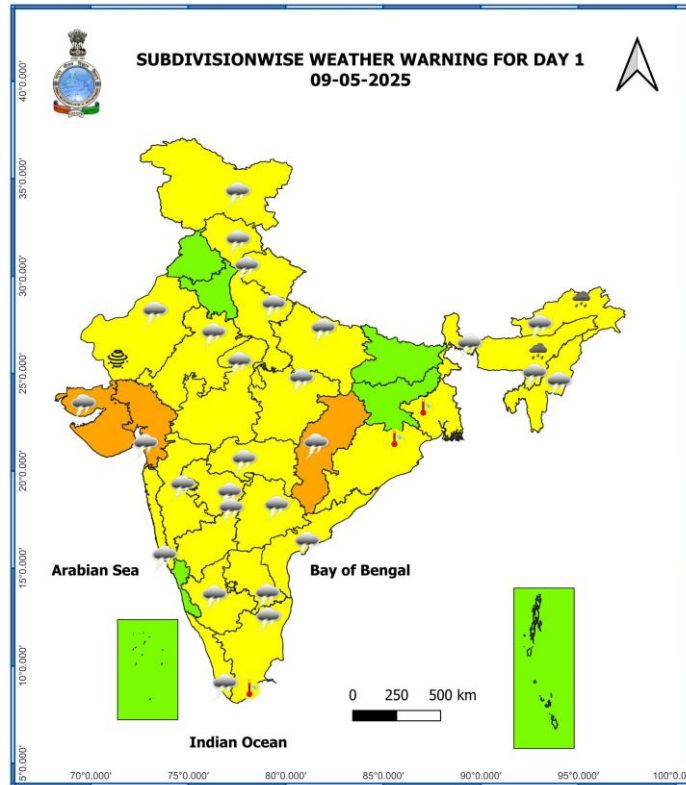 SUBDIVISIONWISE WEATHER WARNING FOR DAY 1
09-05-2025
40°0.000'
35°0.000'
30°0.000'
25°0.000'
20°0.000'
15°0.000'
10°0.000'
5°0.000'
Arabian Sea
Bay of Bengal
0 250 500 km
Indian Ocean
70°0.000' 75°0.000' 80°0.000' 85°0.000' 90°0.000' 95°0.000'